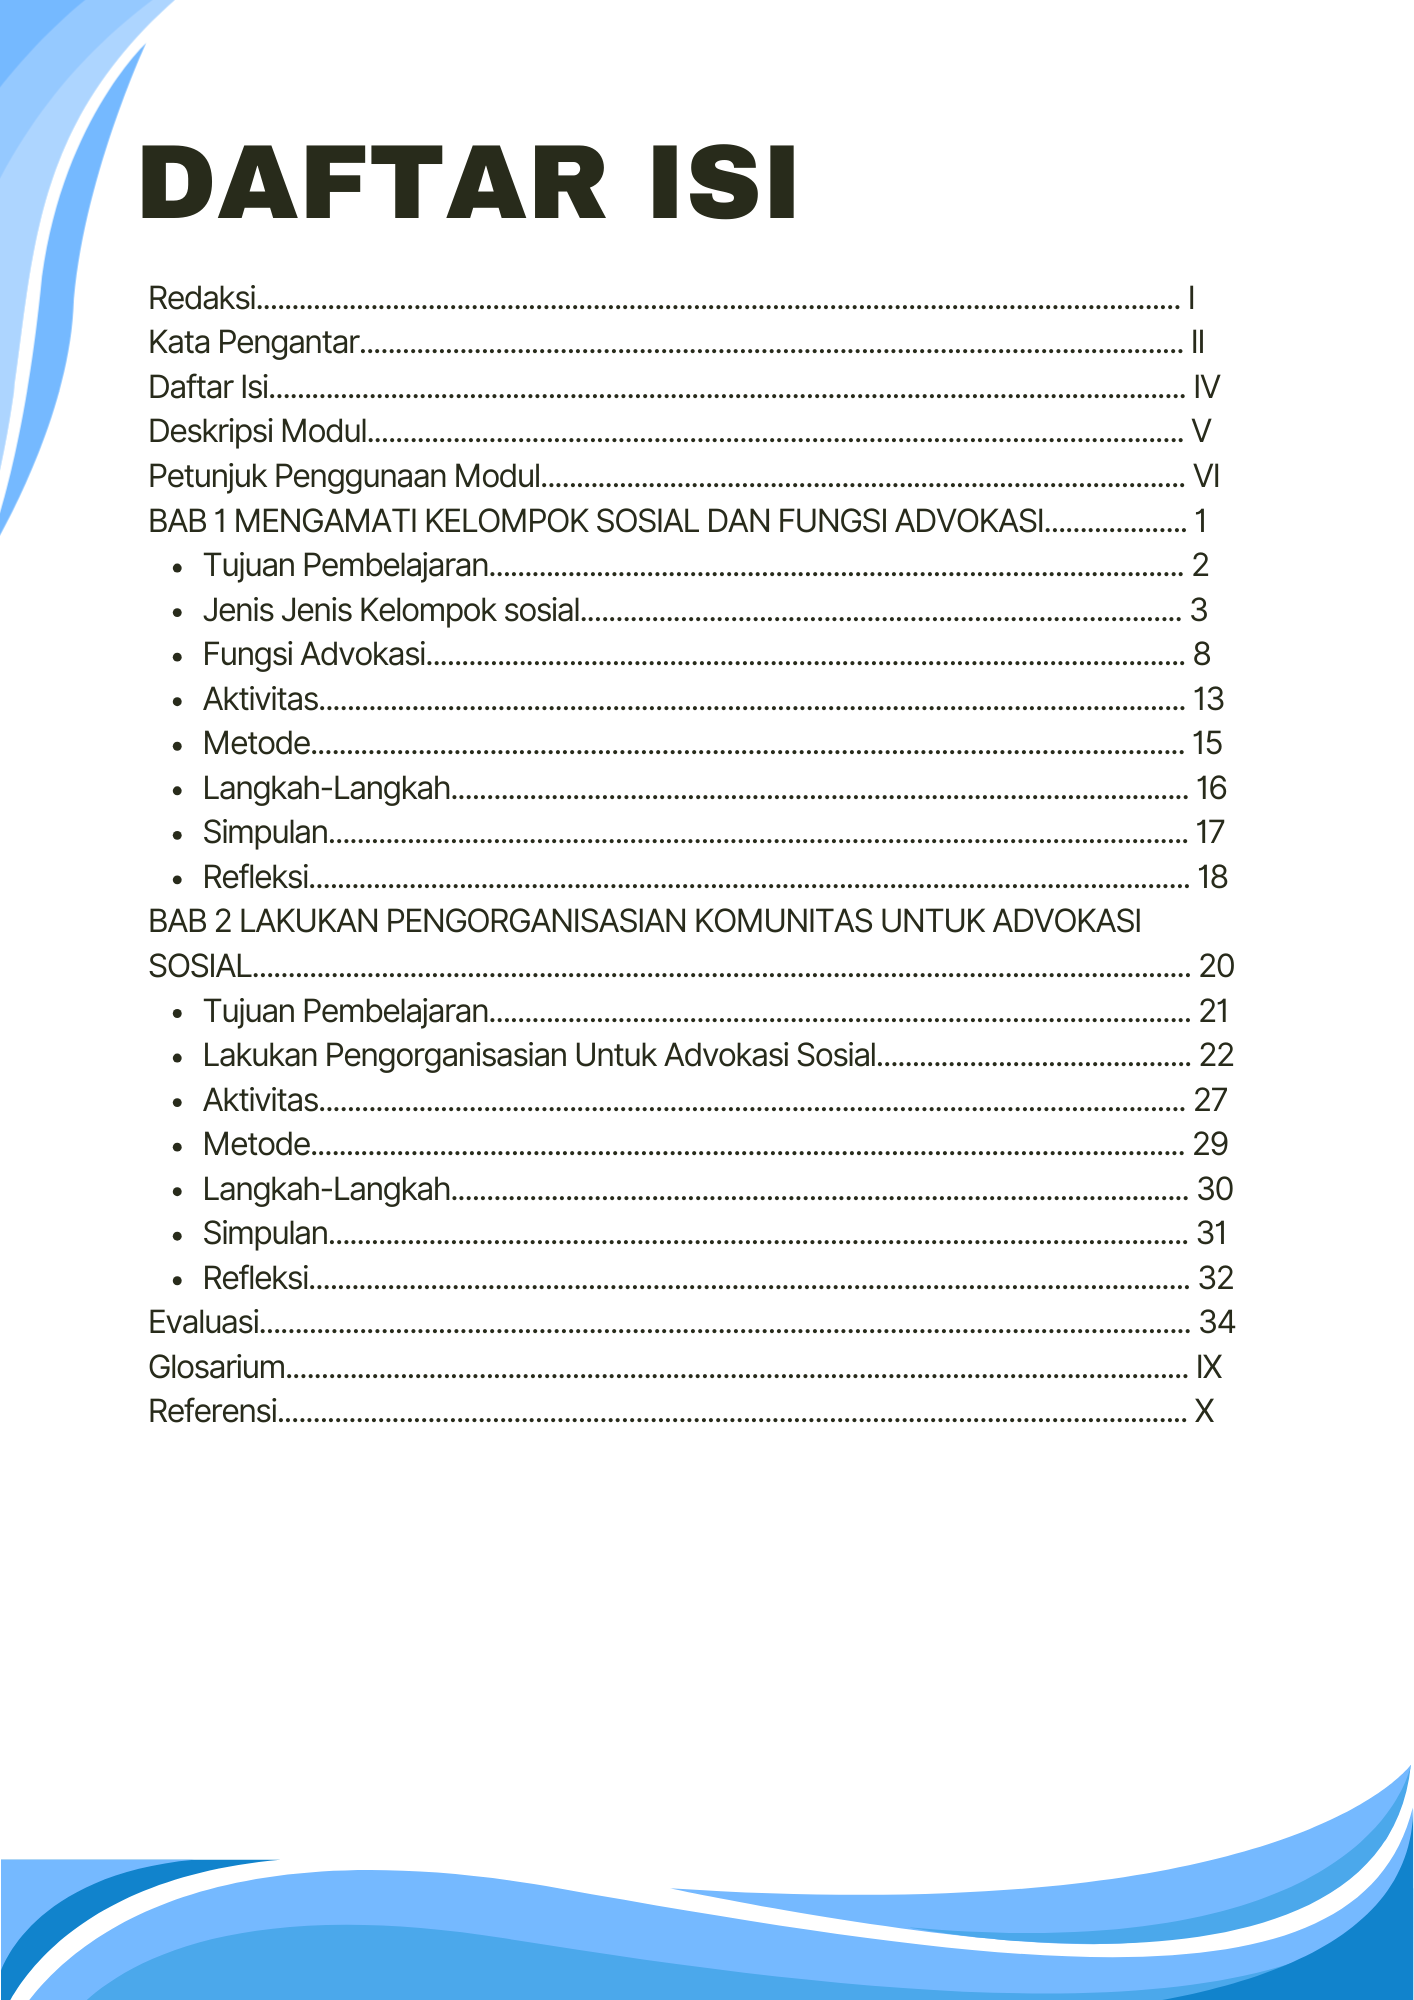 DAFTAR ISI
Redaksi................................................................................................................................. I
Kata Pengantar................................................................................................................... II
Daftar Isi................................................................................................................................ IV
Deskripsi Modul.................................................................................................................. V
Petunjuk Penggunaan Modul.......................................................................................... VI
BAB 1 MENGAMATI KELOMPOK SOSIAL DAN FUNGSI ADVOKASI.................... 1
• Tujuan Pembelajaran................................................................................................. 2
• Jenis Jenis Kelompok sosial.................................................................................... 3
• Fungsi Advokasi.......................................................................................................... 8
• Aktivitas......................................................................................................................... 13
• Metode.......................................................................................................................... 15
• Langkah-Langkah....................................................................................................... 16
• Simpulan........................................................................................................................ 17
• Refleksi........................................................................................................................... 18
BAB 2 LAKUKAN PENGORGANISASIAN KOMUNITAS UNTUK ADVOKASI
SOSIAL................................................................................................................................... 20
• Tujuan Pembelajaran.................................................................................................. 21
• Lakukan Pengorganisasian Untuk Advokasi Sosial............................................ 22
• Aktivitas......................................................................................................................... 27
• Metode.......................................................................................................................... 29
• Langkah-Langkah....................................................................................................... 30
• Simpulan........................................................................................................................ 31
• Refleksi........................................................................................................................... 32
Evaluasi.................................................................................................................................. 34
Glosarium.............................................................................................................................. IX
Referensi............................................................................................................................... X